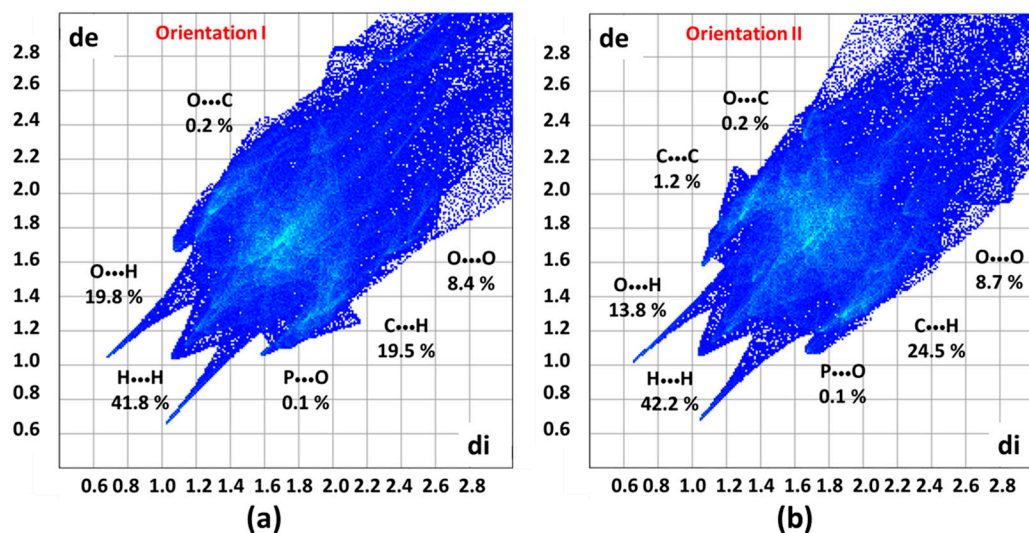 de
Orientation I
2.8
2.6
2.4
2.2
2.0
1.8
1.6
1.4
1.2
1.0
0.8
0.6
O•••C
0.2 %
O•••H
19.8 %
O•••O
8.4 %
C•••H
19.5 %
H•••H
41.8 %
P•••O
0.1 %
di
0.6 0.8 1.0 1.2 1.4 1.6 1.8 2.0 2.2 2.4 2.6 2.8
(a)
de
Orientation II
2.8
2.6
2.4
2.2
2.0
1.8
1.6
1.4
1.2
1.0
0.8
0.6
O•••C
0.2 %
C•••C
1.2 %
O•••H
13.8 %
O•••O
8.7 %
C•••H
24.5 %
H•••H
42.2 %
P•••O
0.1 %
di
0.6 0.8 1.0 1.2 1.4 1.6 1.8 2.0 2.2 2.4 2.6 2.8
(b)